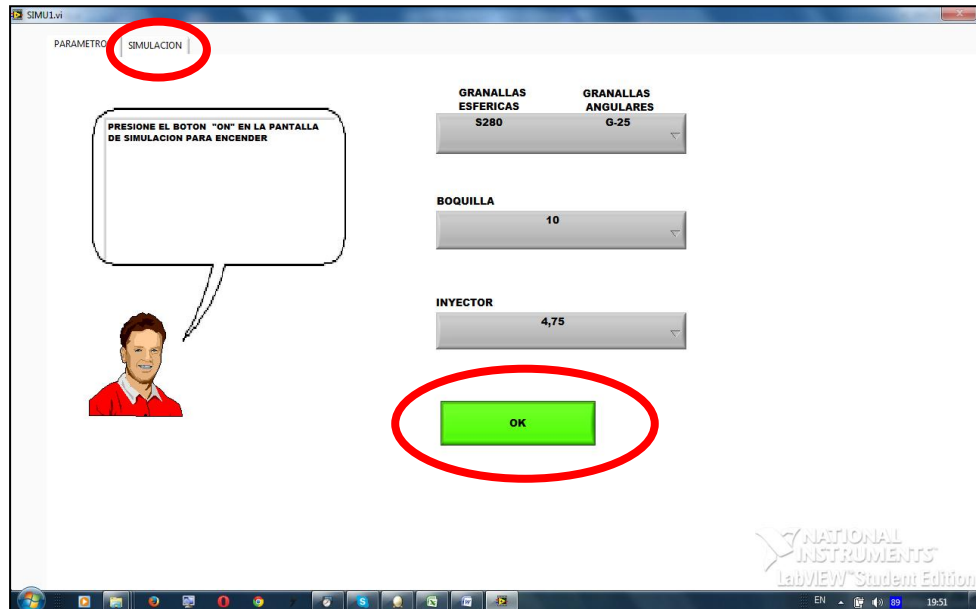 SIMU1.vi
PARAMETRO
SIMULACION
PRESIONE EL BOTON "ON" EN LA PANTALLA
DE SIMULACION PARA ENCENDER
GRANALLAS GRANALLAS
ESFERICAS ANGULARES
S280 G-25
BOQUILLA
10
INYECTOR
4,75
OK
NATIONAL
INSTRUMENTS
LabVIEW Student Edition
EN 89 19:51